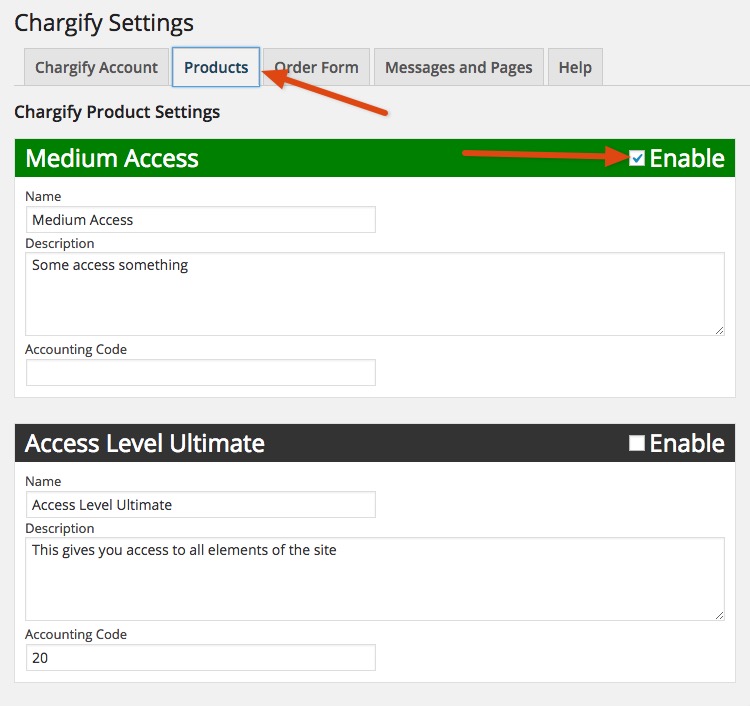 Chargify Settings
Chargify Account Products Order Form Messages and Pages Help
Chargify Product Settings
Medium Access Enable
Name
Medium Access
Description
Some access something
Accounting Code
Access Level Ultimate Enable
Name
Access Level Ultimate
Description
This gives you access to all elements of the site
Accounting Code
20